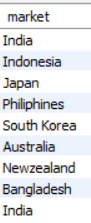 market
India
Indonesia
Japan
Philiphines
South Korea
Australia
Newzealand
Bangladesh
India